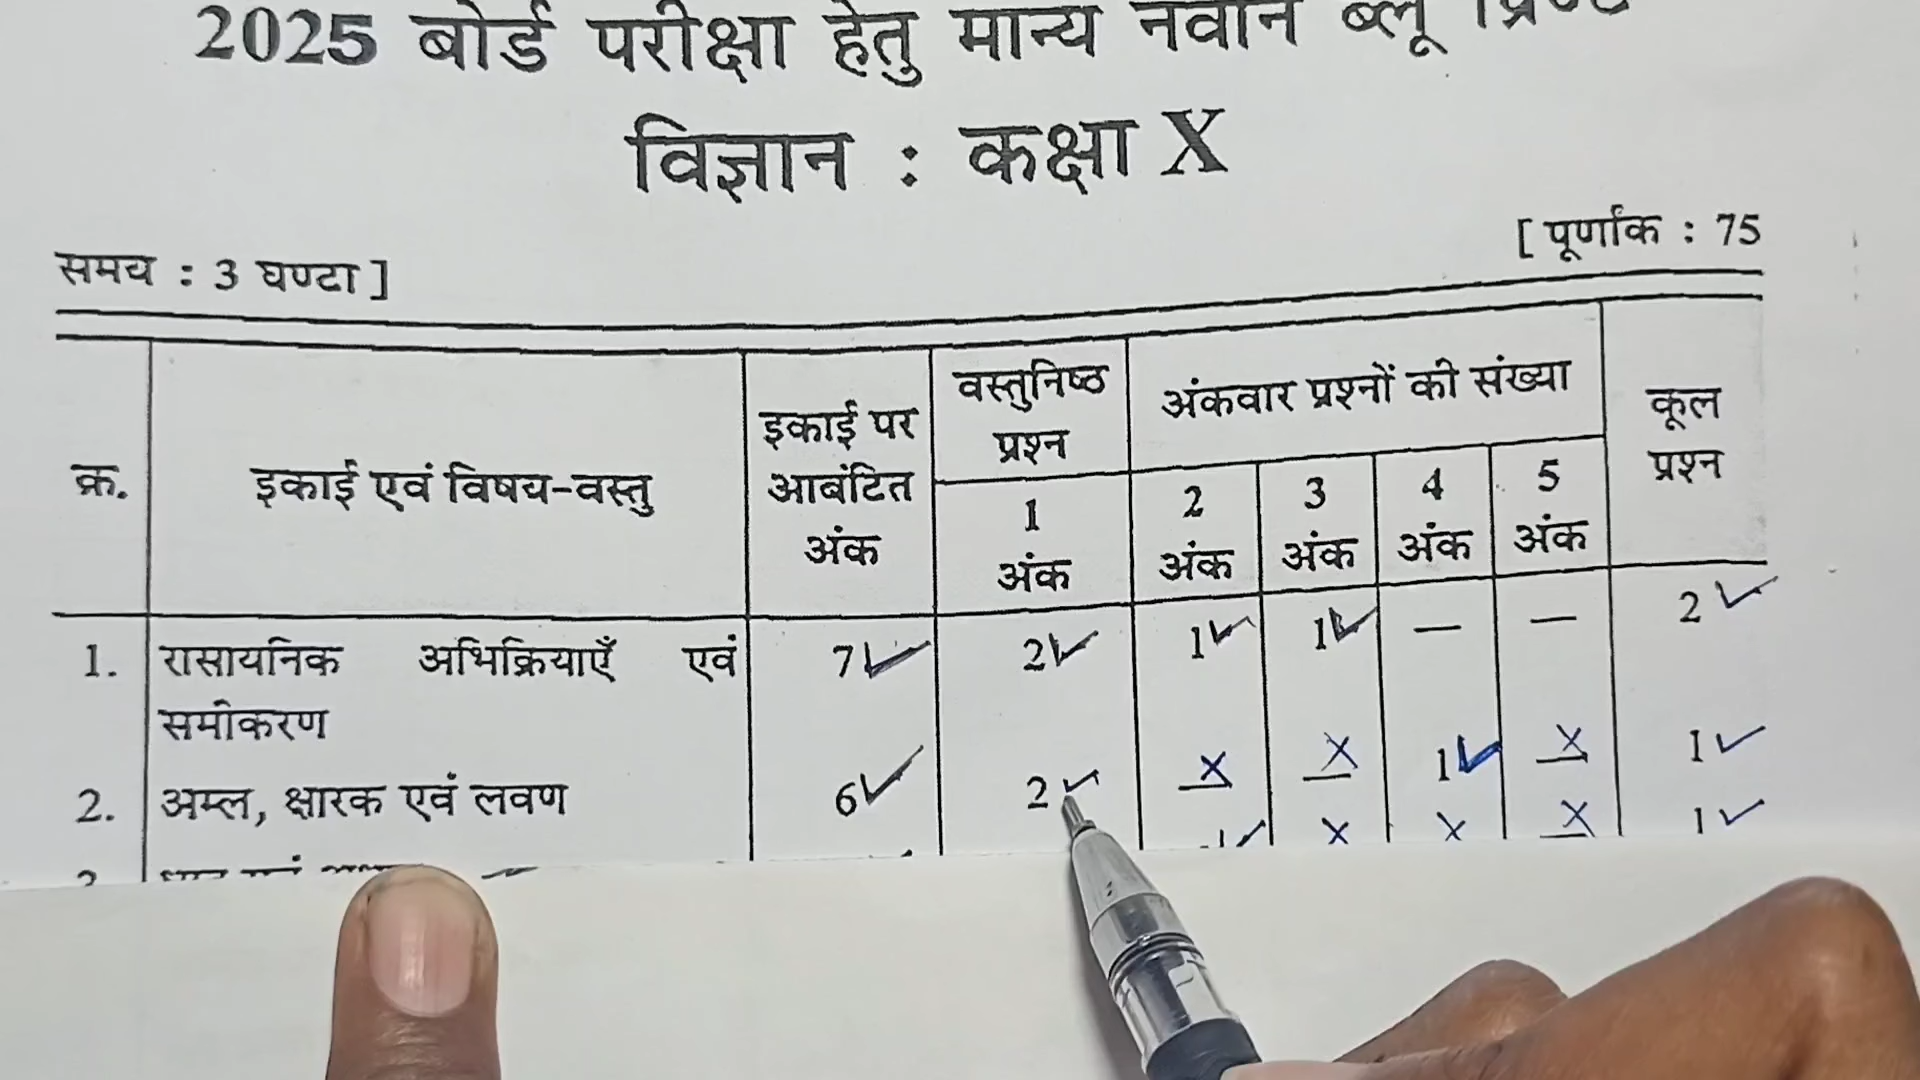 2025 बोर्ड परीक्षा हेतु मान्य नवीन ब्लू प्रिण्ट
विज्ञान : कक्षा X
समय : 3 घण्टा ] [ पूर्णांक : 75
क्र. इकाई एवं विषय-वस्तु इकाई पर आबंटित अंक वस्तुनिष्ठ प्रश्न अंकवार प्रश्नों की संख्या कूल प्रश्न
1 अंक 2 अंक 3 अंक 4 अंक 5 अंक
1. रासायनिक अभिक्रियाएँ एवं 7 ✓ 2 ✓ 1 ✓ 1 ✓ — — 2 ✓
समीकरण
2. अम्ल, क्षारक एवं लवण 6 ✓ 2 ✓ — X — X 1 ✓ — X 1 ✓
X X X 1 ✓